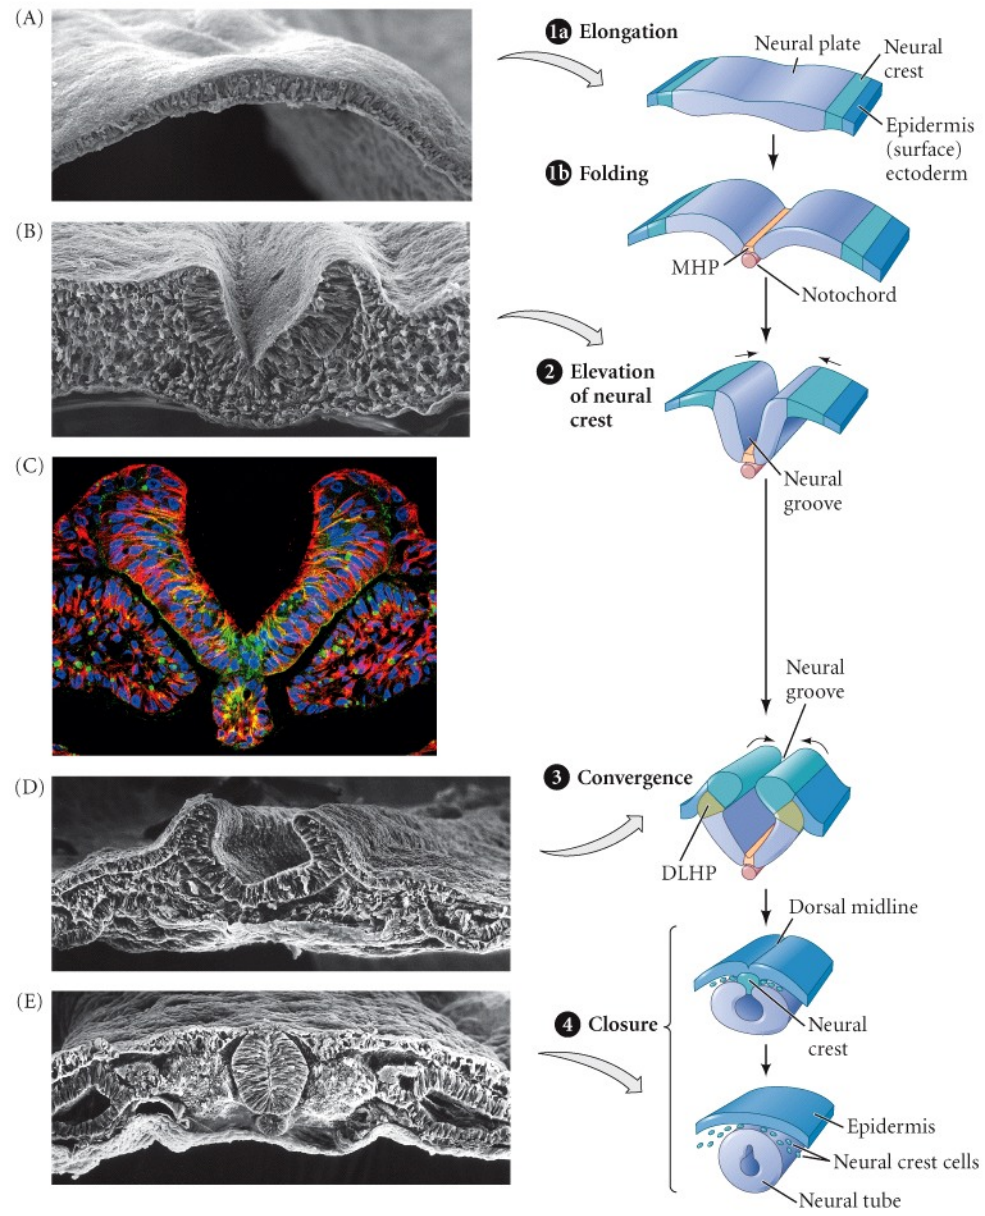 (A)
1a Elongation
Neural plate
Neural
crest
Epidermis
(surface)
ectoderm
1b Folding
MHP
Notochord
(B)
2 Elevation
of neural
crest
Neural
groove
(C)
Neural
groove
3 Convergence
DLHP
(D)
Dorsal midline
4 Closure
Neural
crest
(E)
Epidermis
Neural crest cells
Neural tube